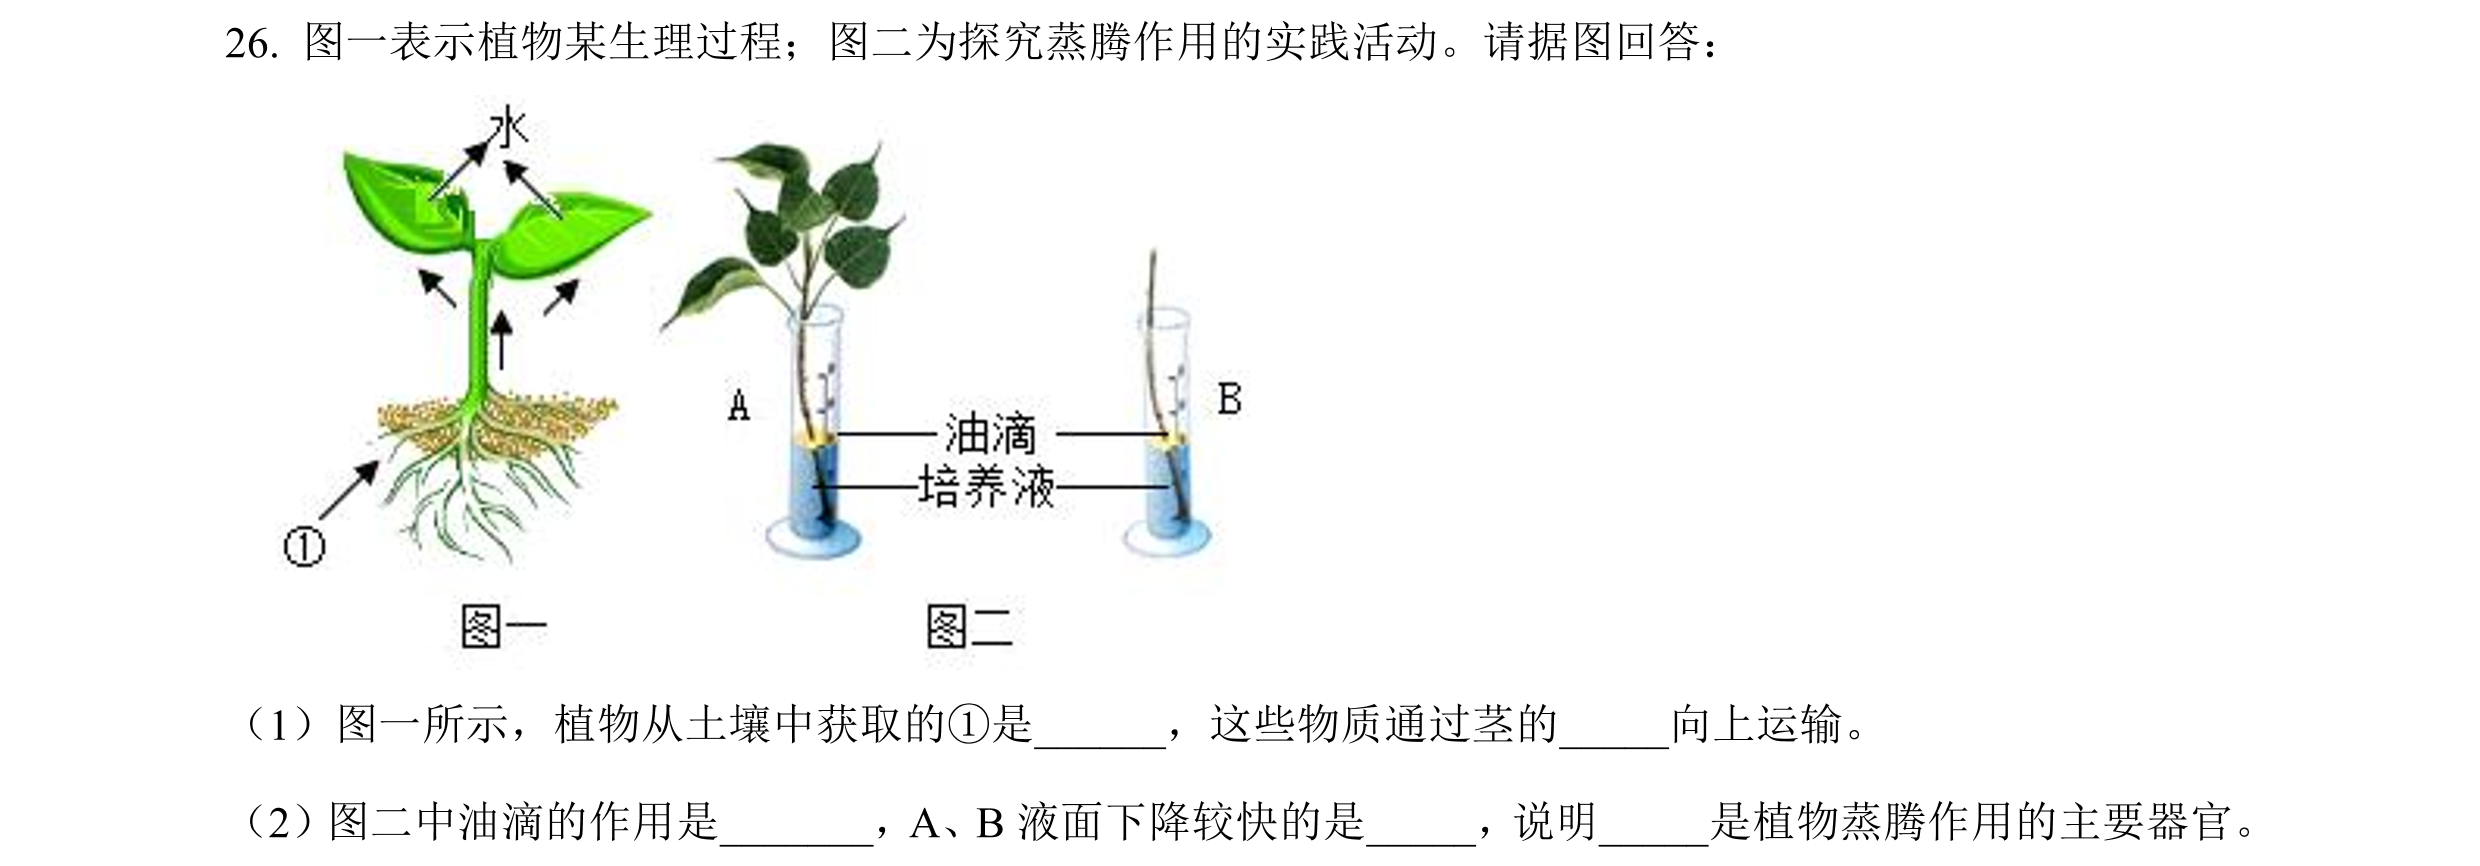 26. 图一表示植物某生理过程；图二为探究蒸腾作用的实践活动。请据图回答：
水
A
B
油滴
培养液
①
图一
图二
（1）图一所示，植物从土壤中获取的①是______，这些物质通过茎的_____向上运输。
（2）图二中油滴的作用是_______，A、B 液面下降较快的是_____，说明_____是植物蒸腾作用的主要器官。